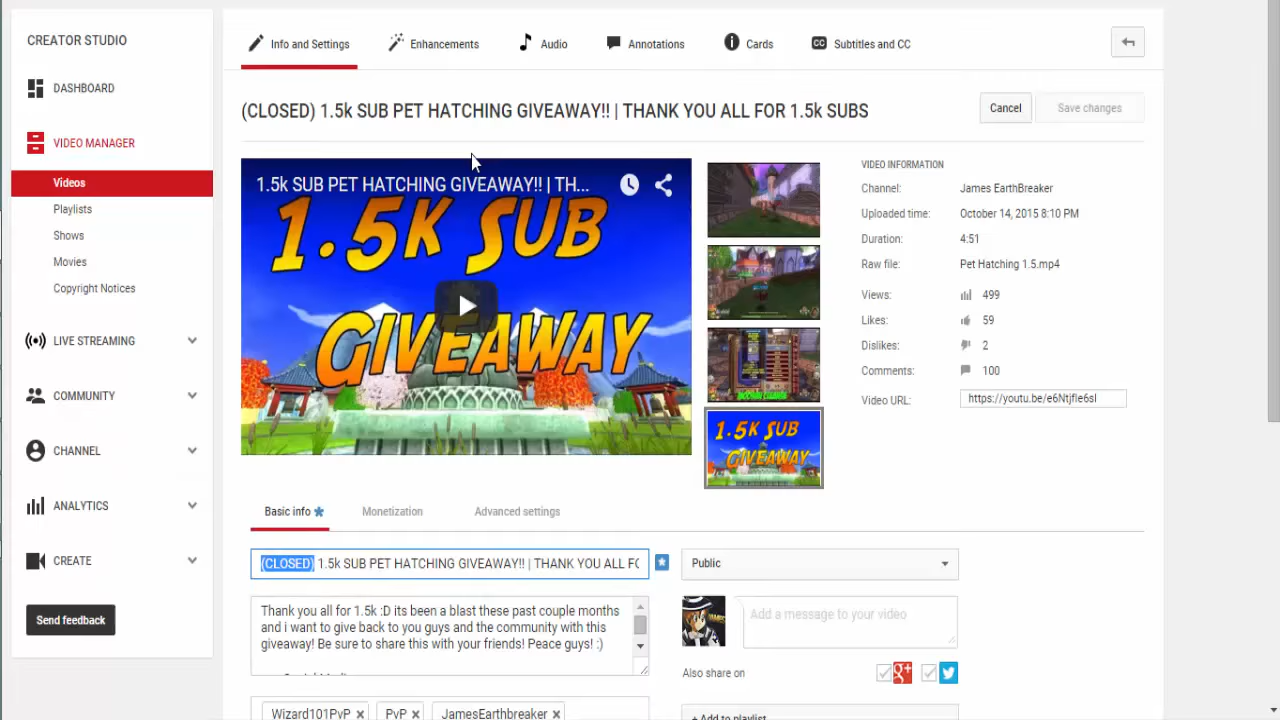 CREATOR STUDIO
DASHBOARD
VIDEO MANAGER
Videos
Playlists
Shows
Movies
Copyright Notices
LIVE STREAMING
COMMUNITY
CHANNEL
ANALYTICS
CREATE
Send feedback
Info and Settings
Enhancements
Audio
Annotations
Cards
CC Subtitles and CC
(CLOSED) 1.5k SUB PET HATCHING GIVEAWAY!! | THANK YOU ALL FOR 1.5k SUBS
Cancel
Save changes
1.5k SUB PET HATCHING GIVEAWAY!! | TH...
1.5K SUB
GIVEAWAY
1.5K SUB
GIVEAWAY
VIDEO INFORMATION
Channel: James EarthBreaker
Uploaded time: October 14, 2015 8:10 PM
Duration: 4:51
Raw file: Pet Hatching 1.5.mp4
Views: 499
Likes: 59
Dislikes: 2
Comments: 100
Video URL: https://youtu.be/e6Ntjfle6sI
Basic info
Monetization
Advanced settings
(CLOSED) 1.5k SUB PET HATCHING GIVEAWAY!! | THANK YOU ALL FO
Public
Thank you all for 1.5k :D its been a blast these past couple months
and i want to give back to you guys and the community with this
giveaway! Be sure to share this with your friends! Peace guys! :)
Add a message to your video
Also share on
g+
Wizard101PvP x
PvP x
JamesEarthbreaker x
+ Add to playlist